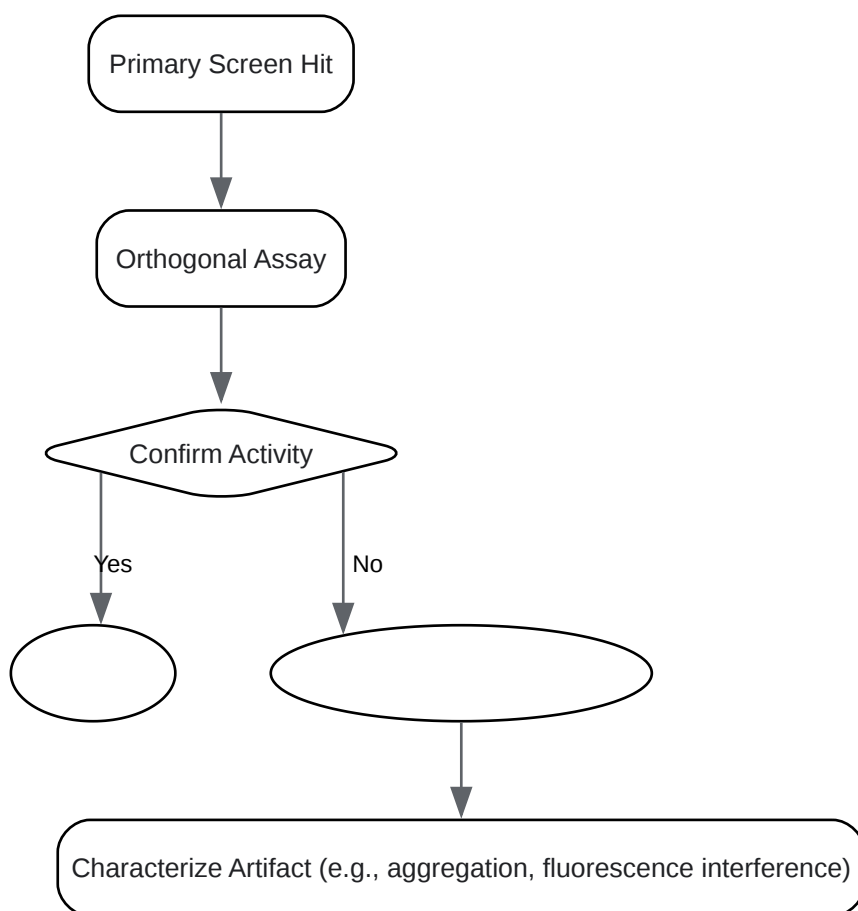 Primary Screen Hit
Orthogonal Assay
Confirm Activity
Yes
No
Characterize Artifact (e.g., aggregation, fluorescence interference)